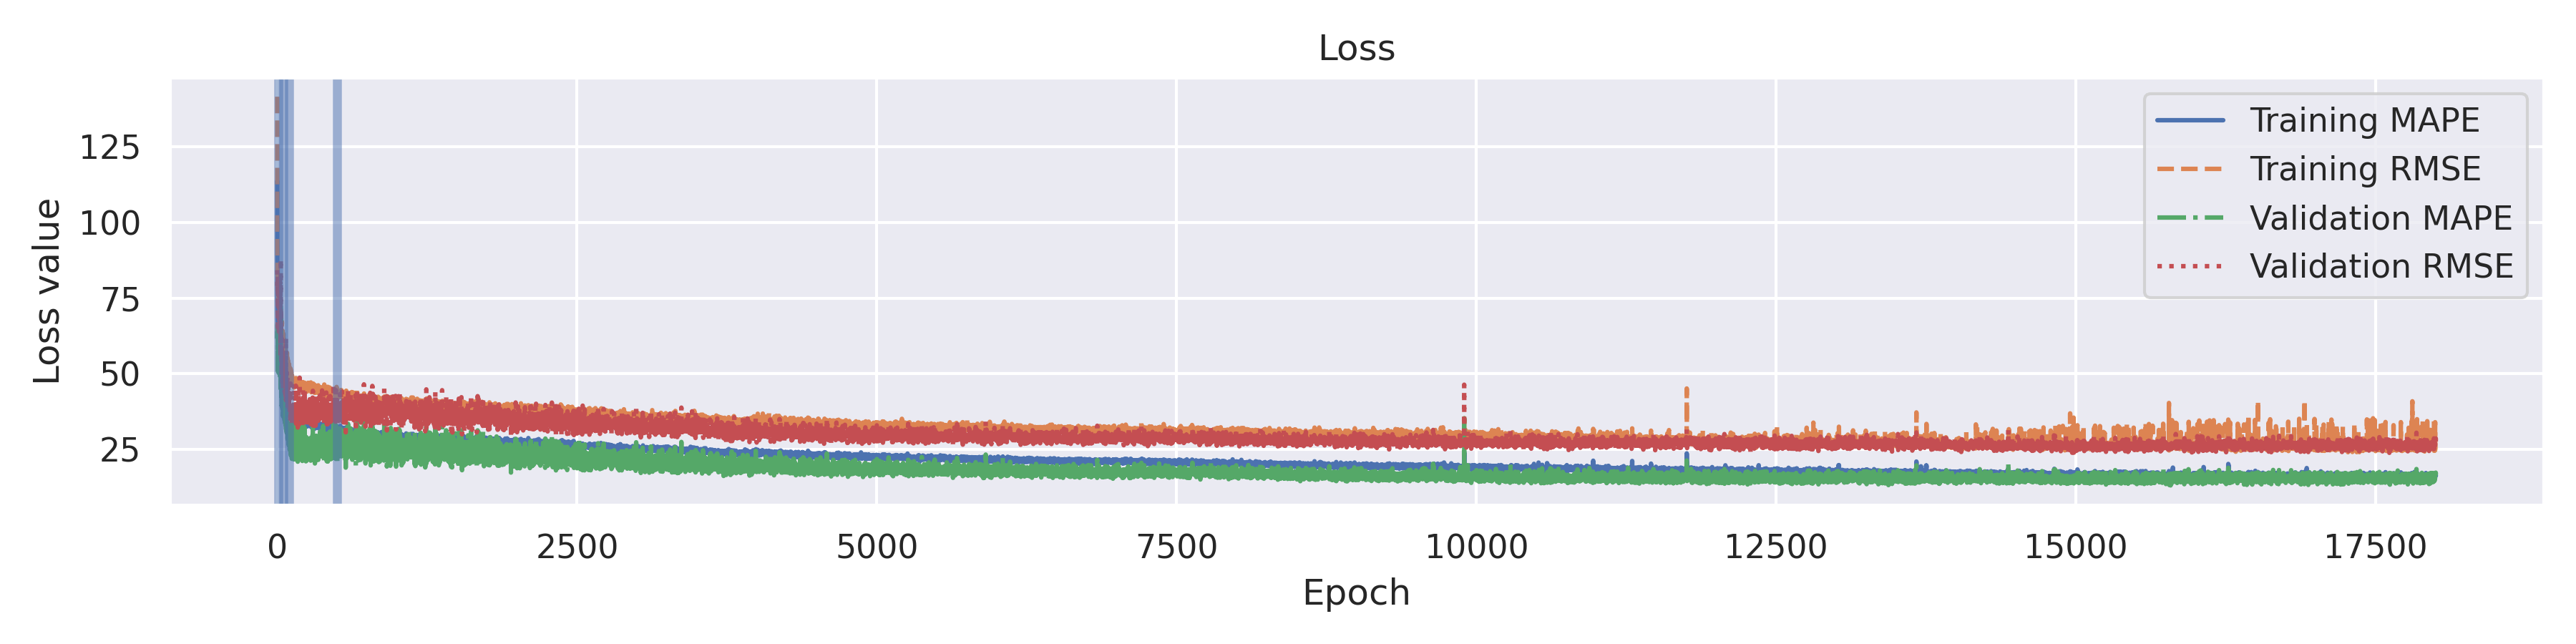 Loss
125
100
75
50
25
Loss value
0 2500 5000 7500 10000 12500 15000 17500
Epoch
Training MAPE
Training RMSE
Validation MAPE
Validation RMSE